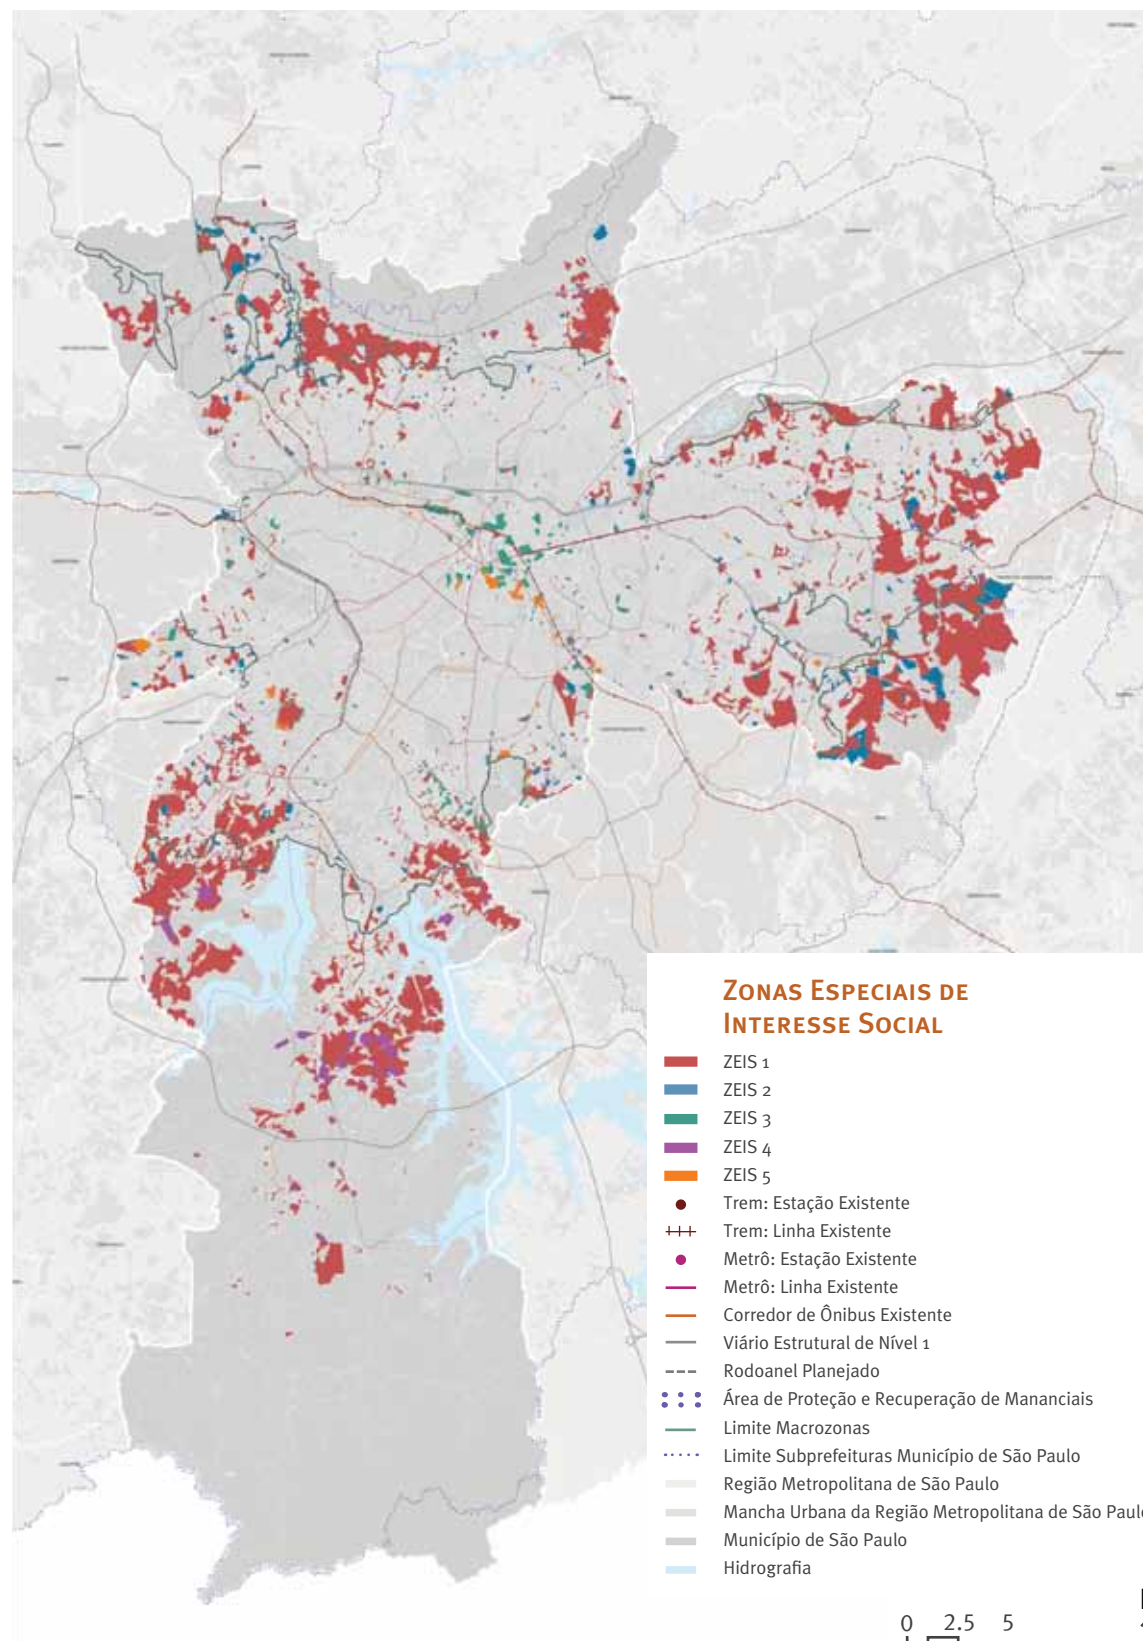 ZONAS ESPECIAIS DE
INTERESSE SOCIAL
ZEIS 1
ZEIS 2
ZEIS 3
ZEIS 4
ZEIS 5
Trem: Estação Existente
Trem: Linha Existente
Metrô: Estação Existente
Metrô: Linha Existente
Corredor de Ônibus Existente
Viário Estrutural de Nível 1
Rodoanel Planejado
Área de Proteção e Recuperação de Mananciais
Limite Macrozonas
Limite Subprefeituras Município de São Paulo
Região Metropolitana de São Paulo
Mancha Urbana da Região Metropolitana de São Paulo
Município de São Paulo
Hidrografia
0 2.5 5